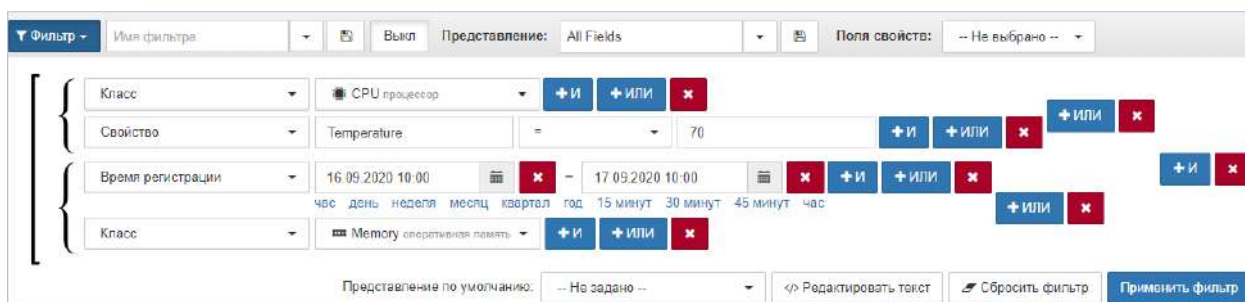 Фильтр Имя фильтра Выкл Представление: All Fields Поля свойств: -- Не выбрано --
Класс CPU процессор + И + ИЛИ
+ ИЛИ
Свойство Temperature = 70 + И + ИЛИ
Время регистрации 16.09.2020 10:00 – 17.09.2020 10:00 + И + ИЛИ
+ И
час день неделя месяц квартал год 15 минут 30 минут 45 минут час
+ ИЛИ
Класс Memory оперативная память + И + ИЛИ
Представление по умолчанию: -- Не задано -- </> Редактировать текст Сбросить фильтр Применить фильтр